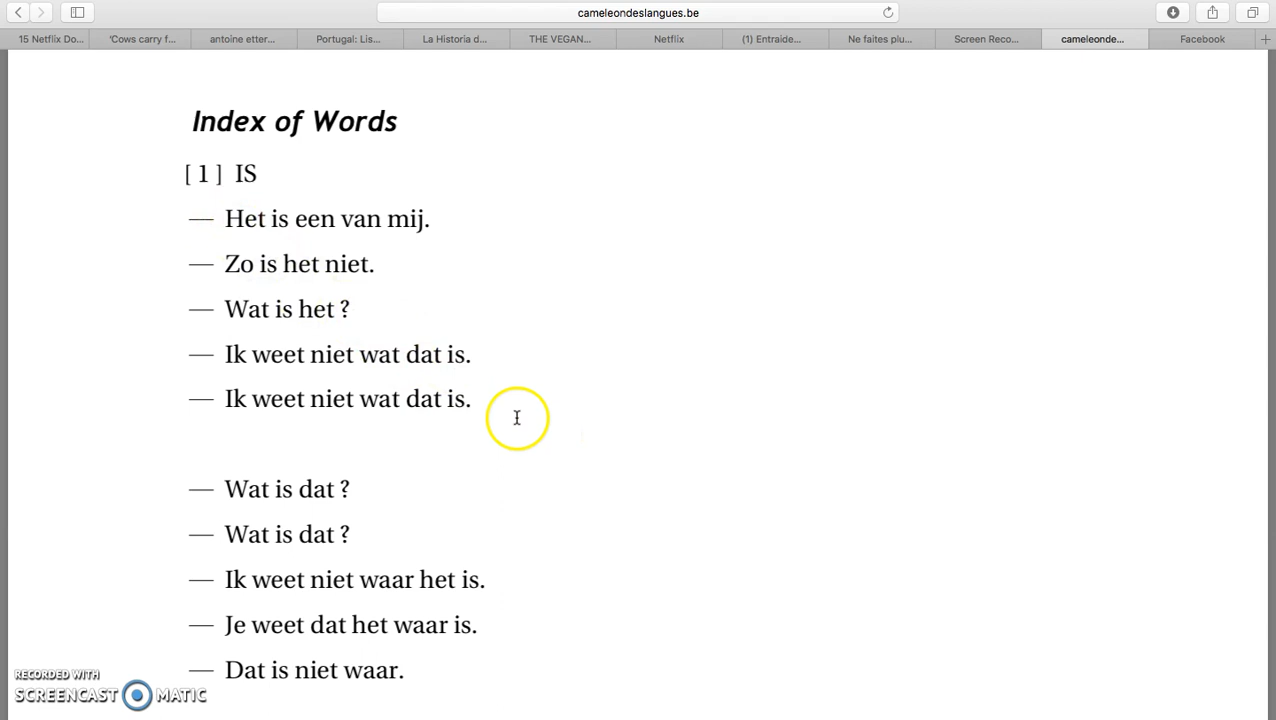 cameleondeslangues.be
15 Netflix Do...
'Cows carry f...
antoine etter...
Portugal: Lis...
La Historia d...
THE VEGAN...
Netflix
(1) Entraide...
Ne faites plu...
Screen Reco...
cameleonde...
Facebook
Index of Words
[ 1 ] IS
— Het is een van mij.
— Zo is het niet.
— Wat is het ?
— Ik weet niet wat dat is.
— Ik weet niet wat dat is.
— Wat is dat ?
— Wat is dat ?
— Ik weet niet waar het is.
— Je weet dat het waar is.
— Dat is niet waar.
RECORDED WITH
SCREENCAST MATIC